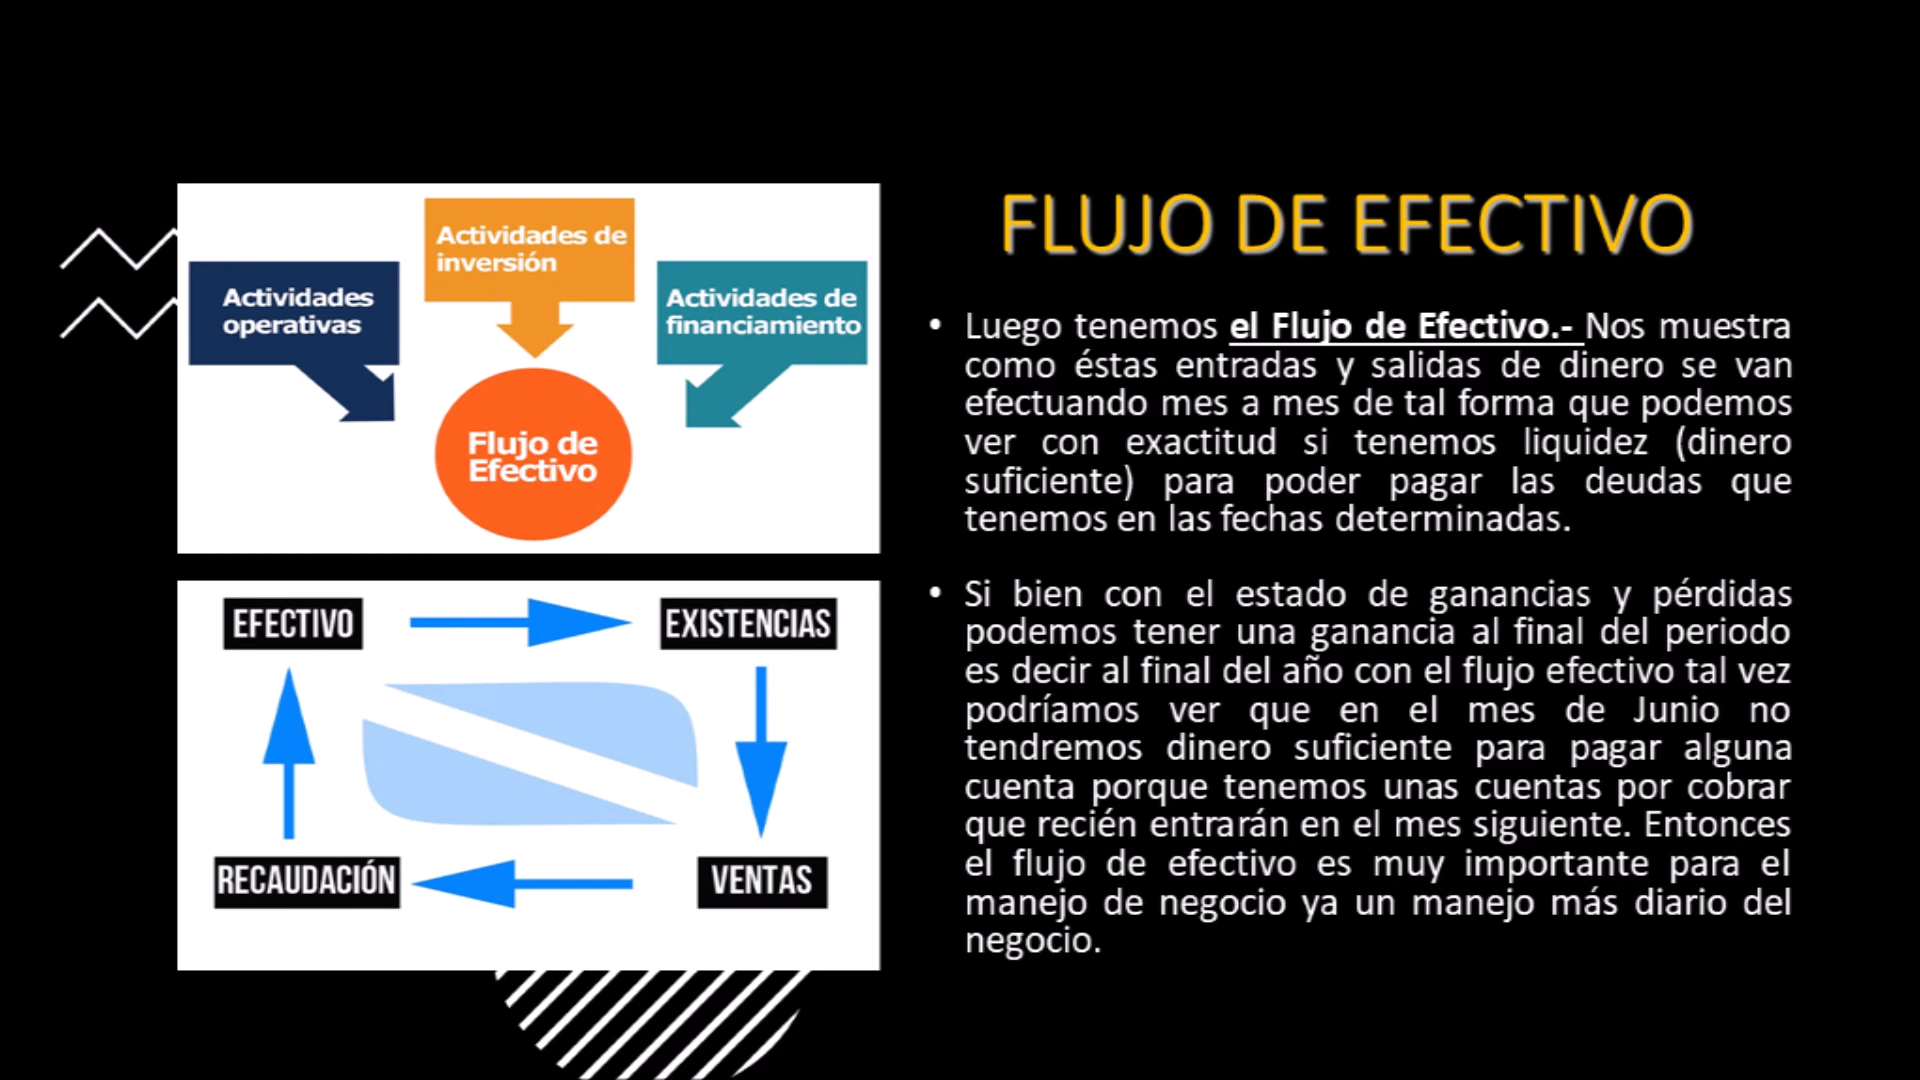 Actividades de
inversión
Actividades
operativas
Actividades de
financiamiento
Flujo de
Efectivo
EFECTIVO
EXISTENCIAS
RECAUDACIÓN
VENTAS
FLUJO DE EFECTIVO
• Luego tenemos el Flujo de Efectivo.- Nos muestra
como éstas entradas y salidas de dinero se van
efectuando mes a mes de tal forma que podemos
ver con exactitud si tenemos liquidez (dinero
suficiente) para poder pagar las deudas que
tenemos en las fechas determinadas.
• Si bien con el estado de ganancias y pérdidas
podemos tener una ganancia al final del periodo
es decir al final del año con el flujo efectivo tal vez
podríamos ver que en el mes de Junio no
tendremos dinero suficiente para pagar alguna
cuenta porque tenemos unas cuentas por cobrar
que recién entrarán en el mes siguiente. Entonces
el flujo de efectivo es muy importante para el
manejo de negocio ya un manejo más diario del
negocio.